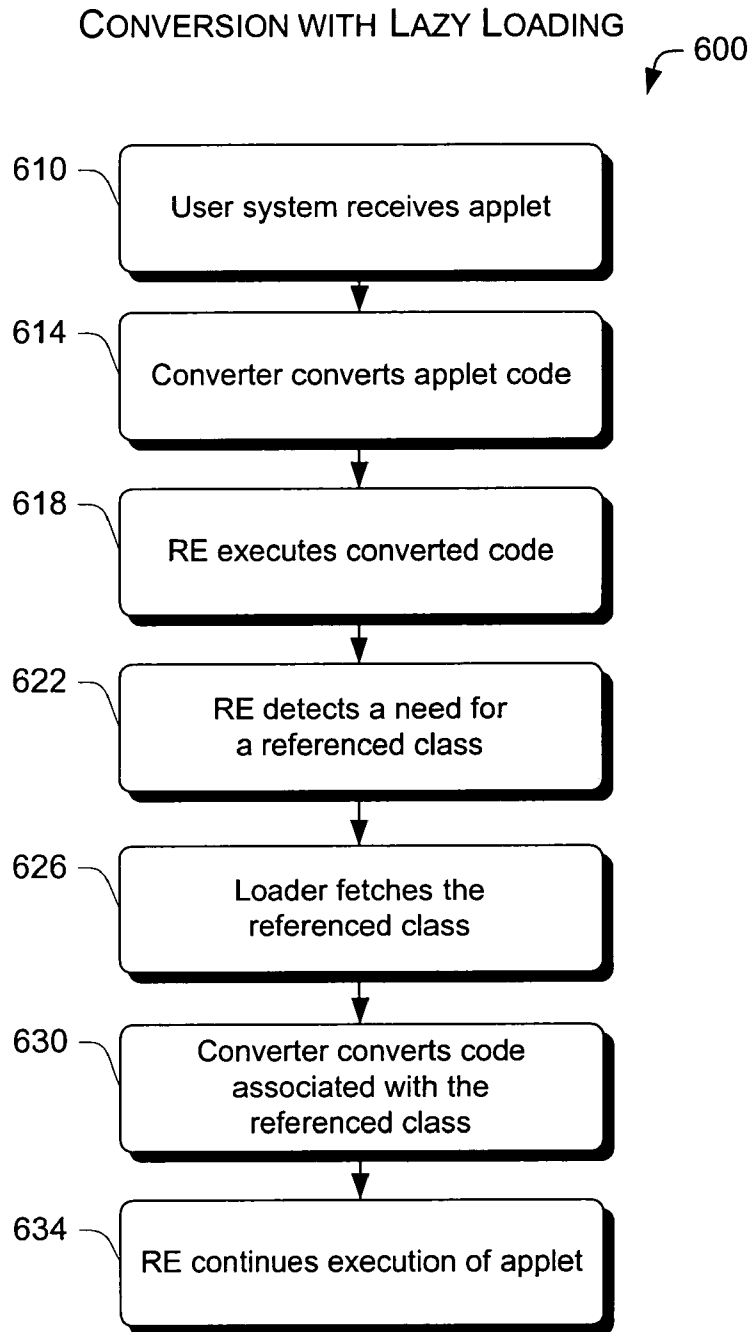 CONVERSION WITH LAZY LOADING
600
610
User system receives applet
614
Converter converts applet code
618
RE executes converted code
622
RE detects a need for
a referenced class
626
Loader fetches the
referenced class
630
Converter converts code
associated with the
referenced class
634
RE continues execution of applet